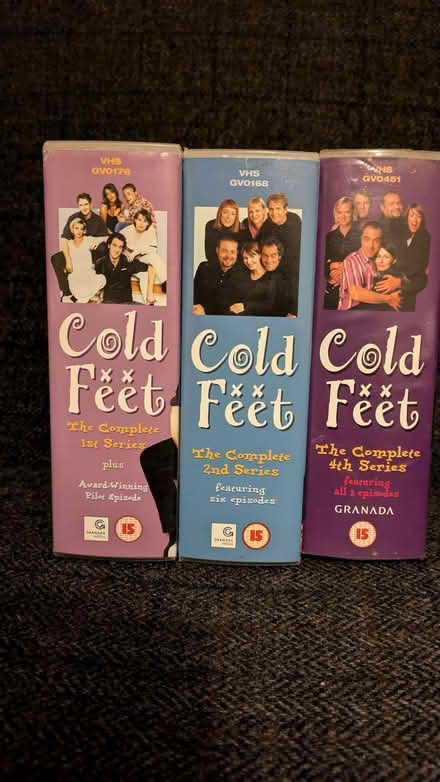 VHS
GV0176
Cold
Feet
The Complete
1st Series
plus
Award-Winning
Pilot Episode
GRANADA
15
VHS
GV0168
Cold
Feet
The Complete
2nd Series
featuring
six episodes
GRANADA
15
VHS
GV0451
Cold
Feet
The Complete
4th Series
featuring
all 8 episodes
GRANADA
15